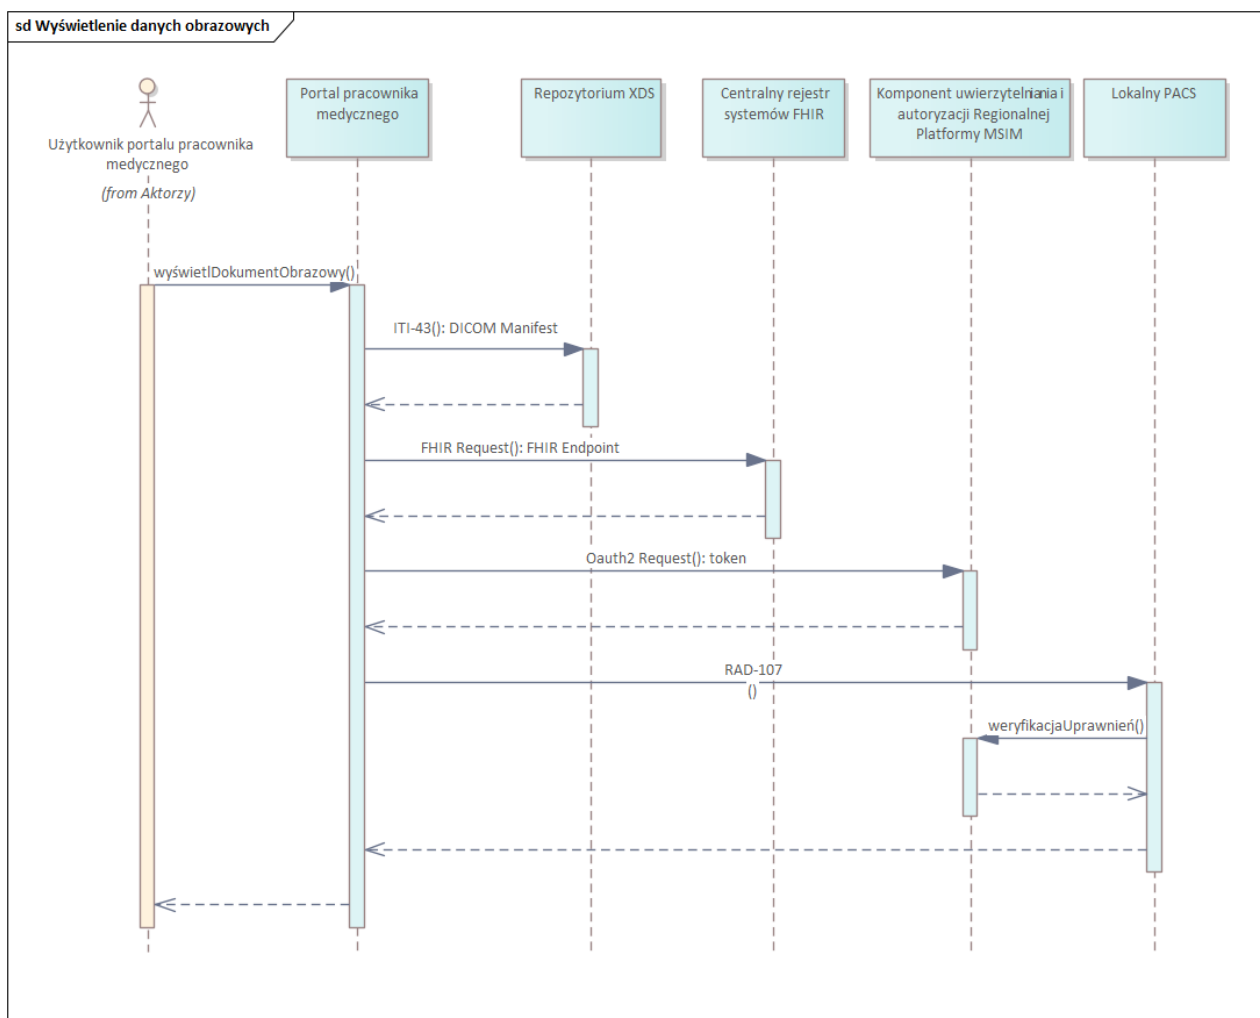 sd Wyświetlenie danych obrazowych
Portal pracownika
medycznego
Repozytorium XDS
Centralny rejestr
systemów FHIR
Komponent uwierzytelniania i
autoryzacji Regionalnej
Platformy MSIM
Lokalny PACS
Użytkownik portalu pracownika
medycznego
(from Aktorzy)
wyświetlDokumentObrazowy()
ITI-43(): DICOM Manifest
FHIR Request(): FHIR Endpoint
Oauth2 Request(): token
RAD-107
()
weryfikacjaUprawnień()